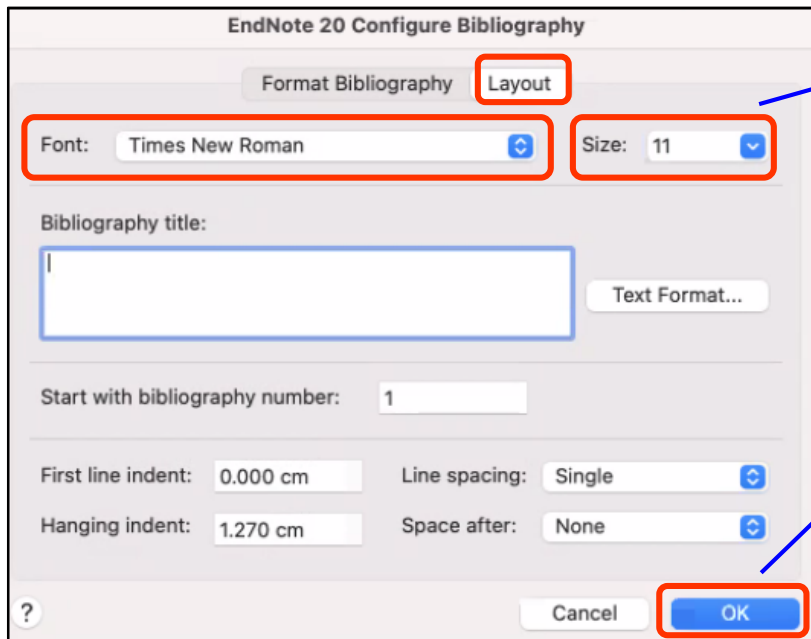 EndNote 20 Configure Bibliography
Format Bibliography Layout
Font: Times New Roman Size: 11
Bibliography title:
Text Format...
Start with bibliography number: 1
First line indent: 0.000 cm Line spacing: Single
Hanging indent: 1.270 cm Space after: None
? Cancel OK